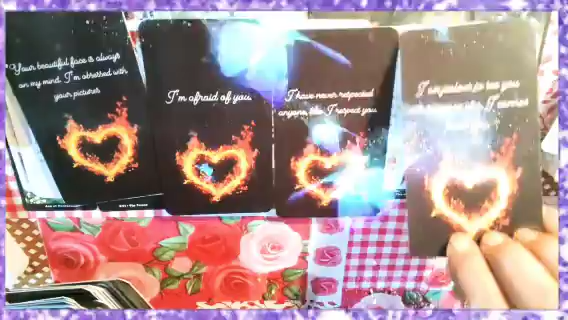 Your beautiful face is always
on my mind. I'm obsessed with
your pictures
I'm afraid of you.
I have never respected
anyone, like I respect you.
to see you
I cannot